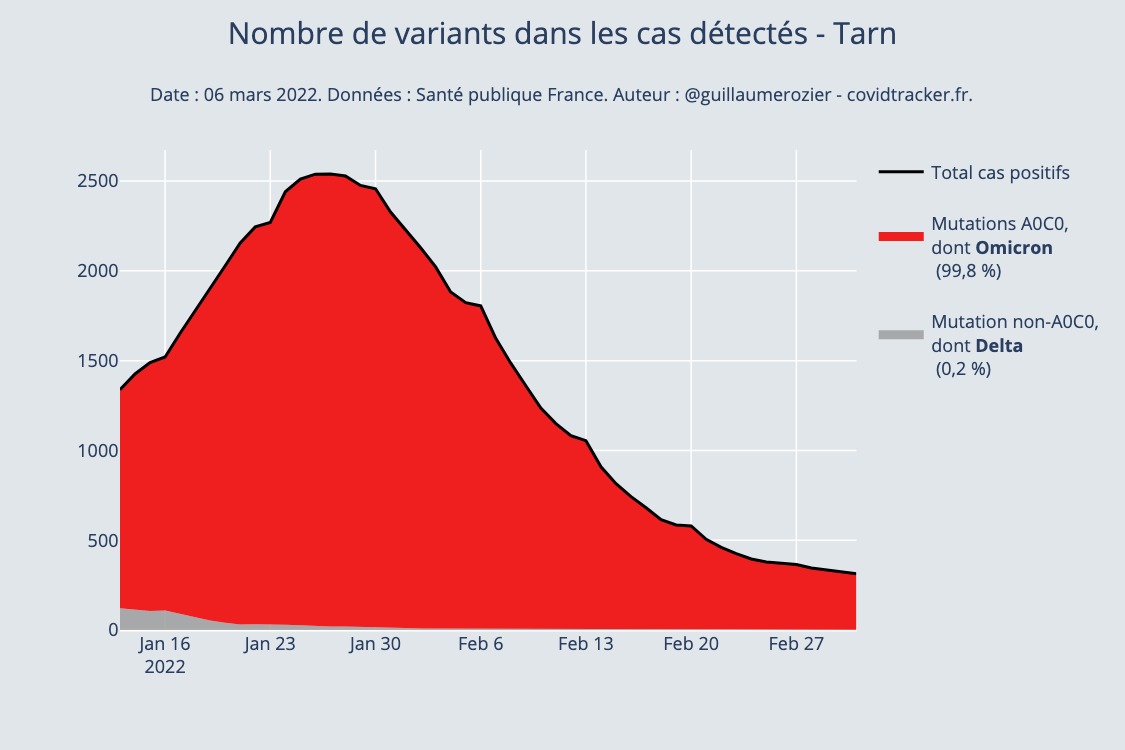 Nombre de variants dans les cas détectés - Tarn
Date : 06 mars 2022. Données : Santé publique France. Auteur : @guillaumerozier - covidtracker.fr.
2500
2000
1500
1000
500
0
Jan 16
2022
Jan 23
Jan 30
Feb 6
Feb 13
Feb 20
Feb 27
Total cas positifs
Mutations A0C0,
dont Omicron
(99,8 %)
Mutation non-A0C0,
dont Delta
(0,2 %)